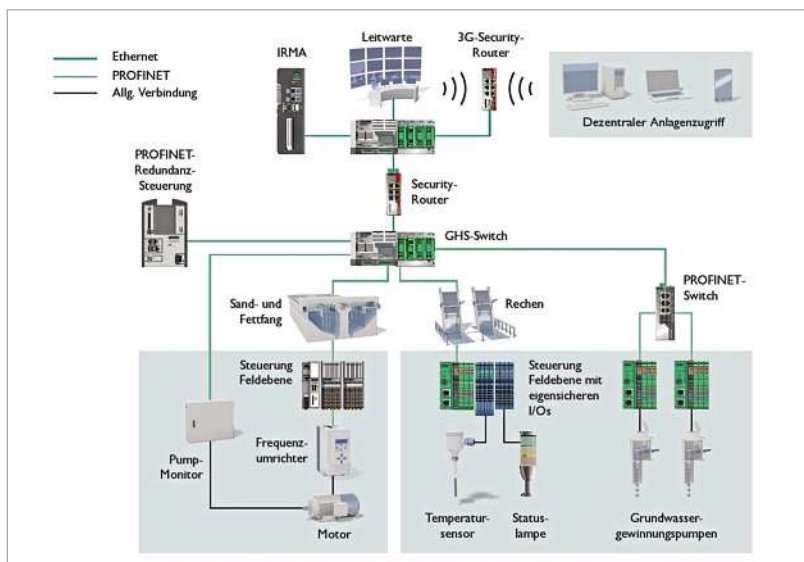 Ethernet
PROFINET
Allg. Verbindung
IRMA
Leitwarte
3G-Security-
Router
Dezentraler Anlagenzugriff
PROFINET-
Redundanz-
Steuerung
Security-
Router
GHS-Switch
PROFINET-
Switch
Sand- und
Fettfang
Rechen
Steuerung
Feldebene
Steuerung
Feldebene mit
eigensicheren
I/Os
Frequenz-
umrichter
Pump-
Monitor
Motor
Temperatur-
sensor
Status-
lampe
Grundwasser-
gewinnungspumpen